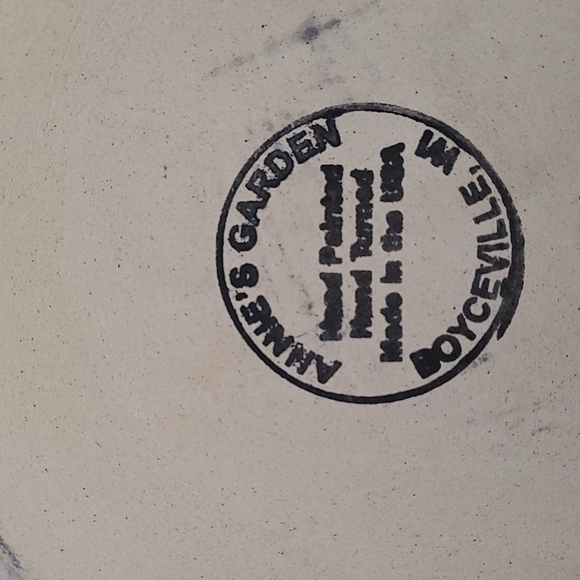 ANNIE'S GARDEN
Hand Painted
Hand Turned
Made in the USA
BOYCEVILLE, WI